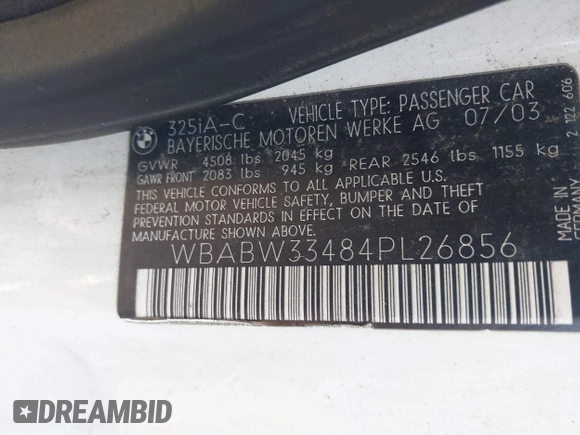 325iA-C VEHICLE TYPE: PASSENGER CAR
BAYERISCHE MOTOREN WERKE AG 07/03
GVWR 4508 lbs 2045 kg
GAWR FRONT 2083 lbs 945 kg REAR 2546 lbs 1155 kg
THIS VEHICLE CONFORMS TO ALL APPLICABLE U.S.
FEDERAL MOTOR VEHICLE SAFETY, BUMPER AND THEFT
PREVENTION STANDARDS IN EFFECT ON THE DATE OF
MANUFACTURE SHOWN ABOVE.
WBABW33484PL26856
MADE IN
GERMANY
2 122 606
DREAMBID